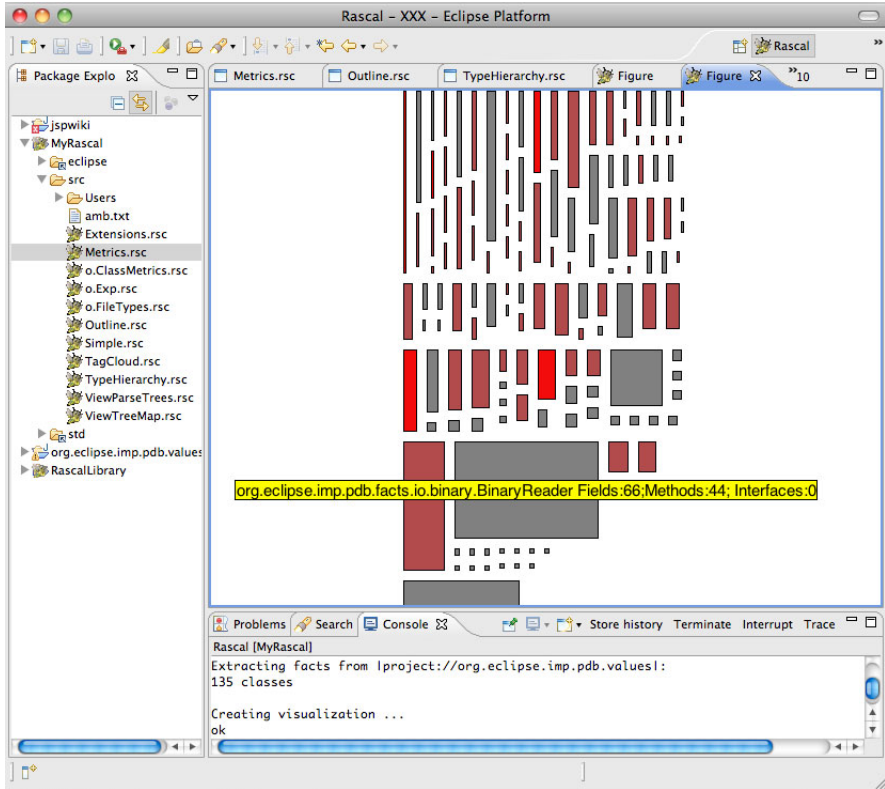 Rascal – XXX – Eclipse Platform
Rascal
»
Package Explo
Metrics.rsc
Outline.rsc
TypeHierarchy.rsc
Figure
Figure
»10
jspwiki
MyRascal
eclipse
src
Users
amb.txt
Extensions.rsc
Metrics.rsc
o.ClassMetrics.rsc
o.Exp.rsc
o.FileTypes.rsc
Outline.rsc
Simple.rsc
TagCloud.rsc
TypeHierarchy.rsc
ViewParseTrees.rsc
ViewTreeMap.rsc
std
org.eclipse.imp.pdb.values
RascalLibrary
org.eclipse.imp.pdb.facts.io.binary.BinaryReader Fields:66;Methods:44; Interfaces:0
Problems
Search
Console
Store history
Terminate
Interrupt
Trace
Rascal [MyRascal]
Extracting facts from |project://org.eclipse.imp.pdb.values|:
135 classes
Creating visualization ...
ok